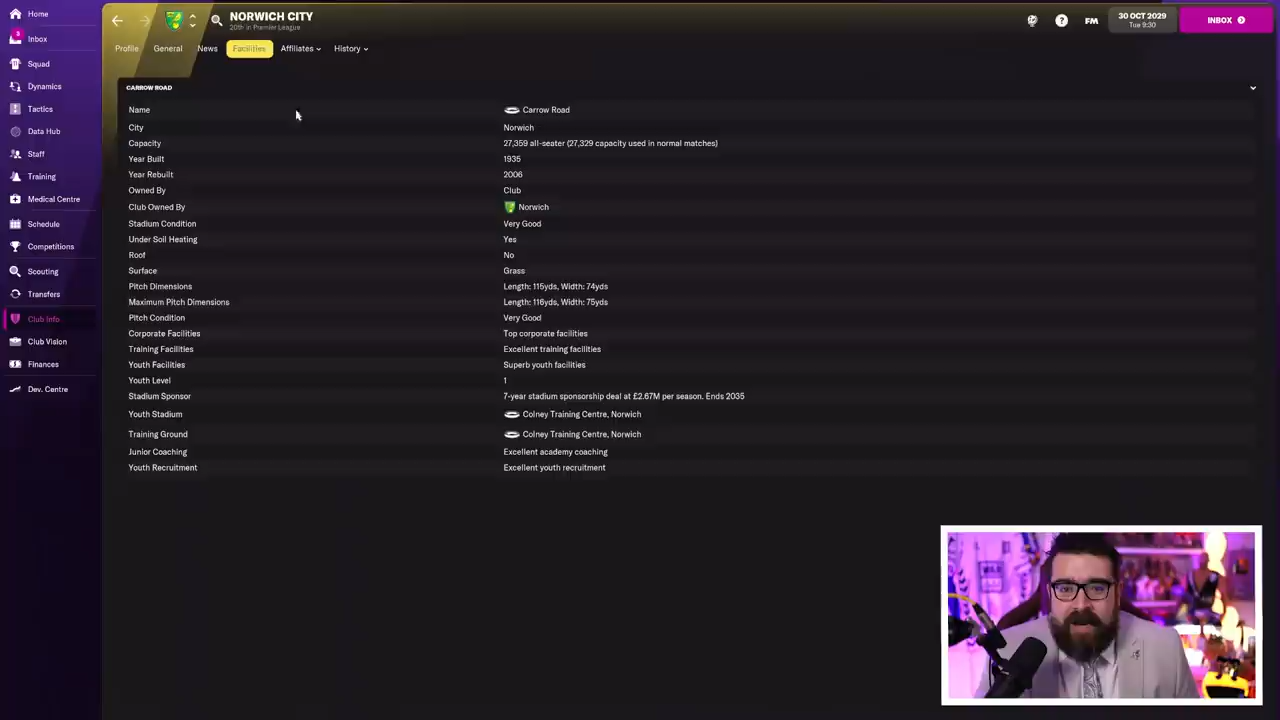 Home
Inbox
3
Squad
Dynamics
Tactics
Data Hub
Staff
Training
Medical Centre
Schedule
Competitions
Scouting
Transfers
Club Info
Club Vision
Finances
Dev. Centre
NORWICH CITY
20th in Premier League
FM
30 OCT 2029
Tue 9:30
INBOX
Profile General News Facilities Affiliates History
CARROW ROAD
Name Carrow Road
City Norwich
Capacity 27,359 all-seater (27,329 capacity used in normal matches)
Year Built 1935
Year Rebuilt 2006
Owned By Club
Club Owned By Norwich
Stadium Condition Very Good
Under Soil Heating Yes
Roof No
Surface Grass
Pitch Dimensions Length: 115yds, Width: 74yds
Maximum Pitch Dimensions Length: 116yds, Width: 75yds
Pitch Condition Very Good
Corporate Facilities Top corporate facilities
Training Facilities Excellent training facilities
Youth Facilities Superb youth facilities
Youth Level 1
Stadium Sponsor 7-year stadium sponsorship deal at £2.67M per season. Ends 2035
Youth Stadium Colney Training Centre, Norwich
Training Ground Colney Training Centre, Norwich
Junior Coaching Excellent academy coaching
Youth Recruitment Excellent youth recruitment